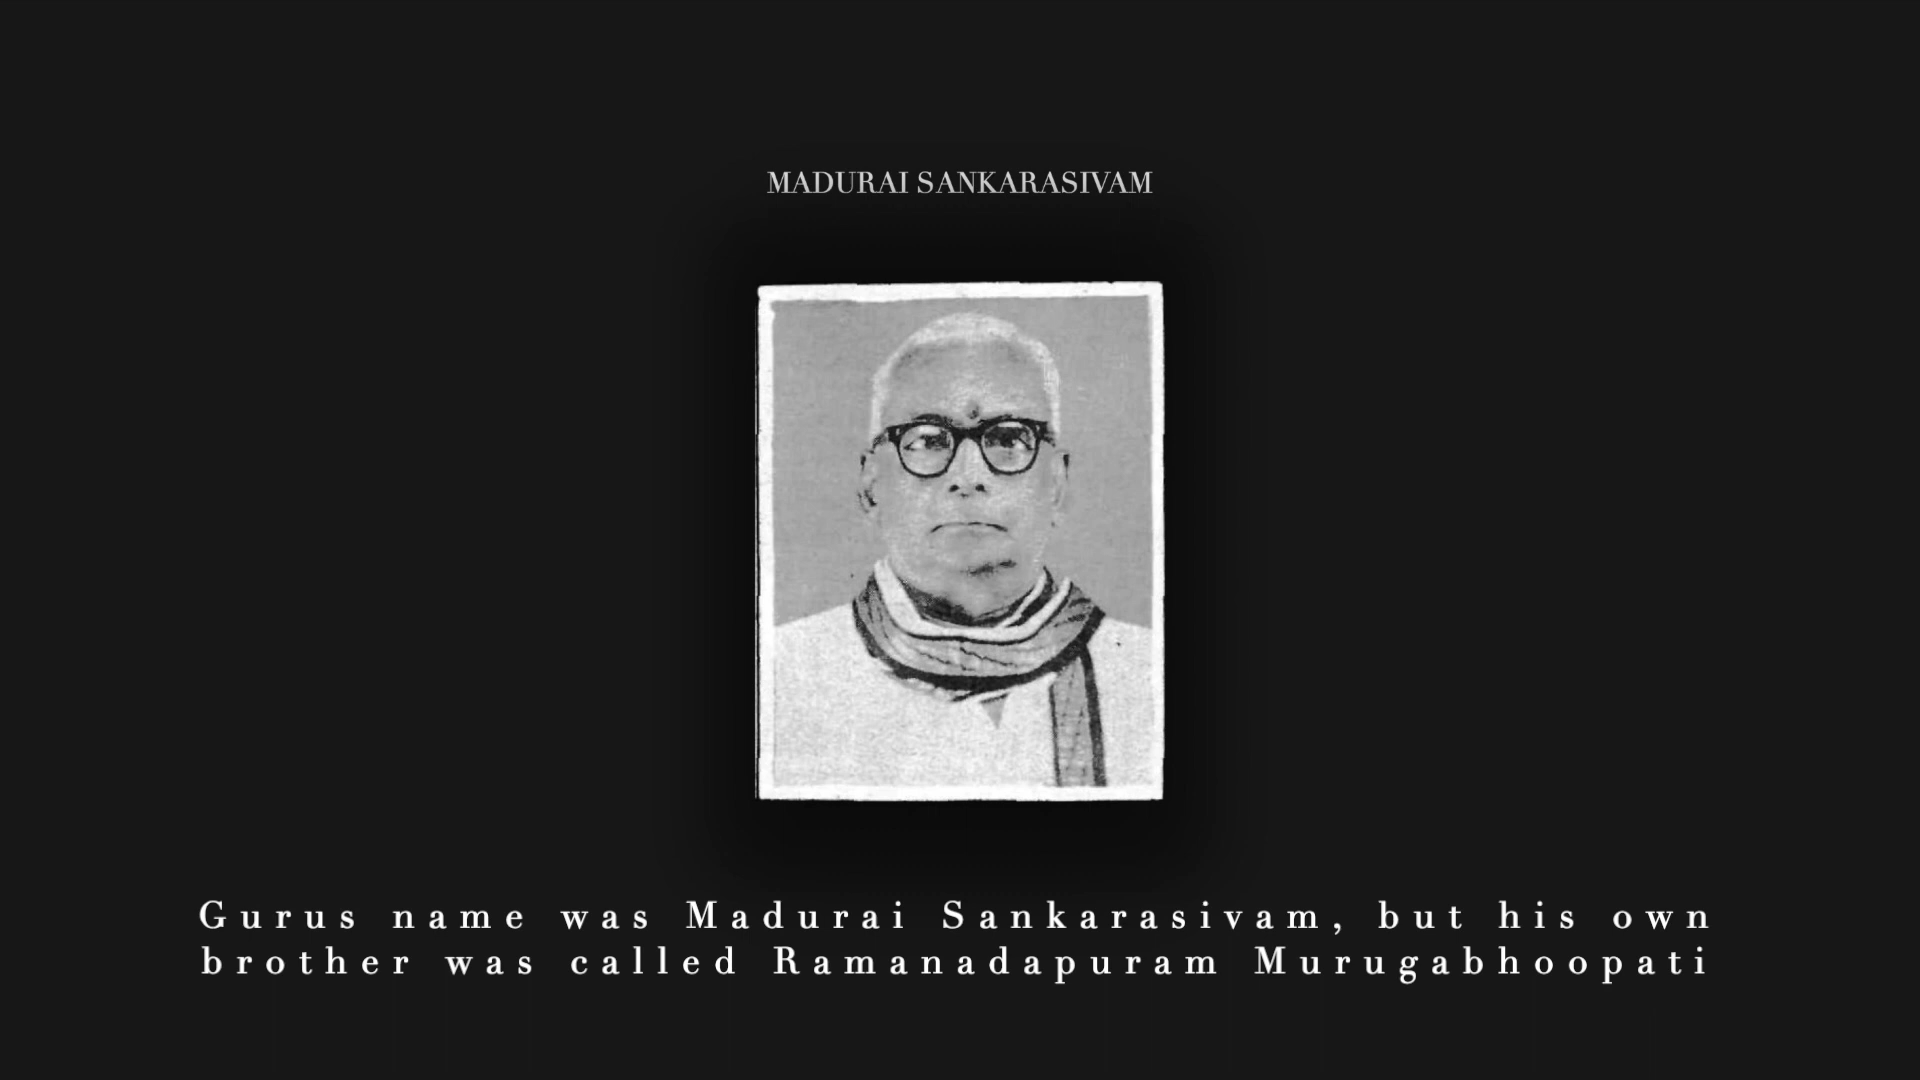 MADURAI SANKARASIVAM
Gurus name was Madurai Sankarasivam, but his own
brother was called Ramanadapuram Murugabhoopati